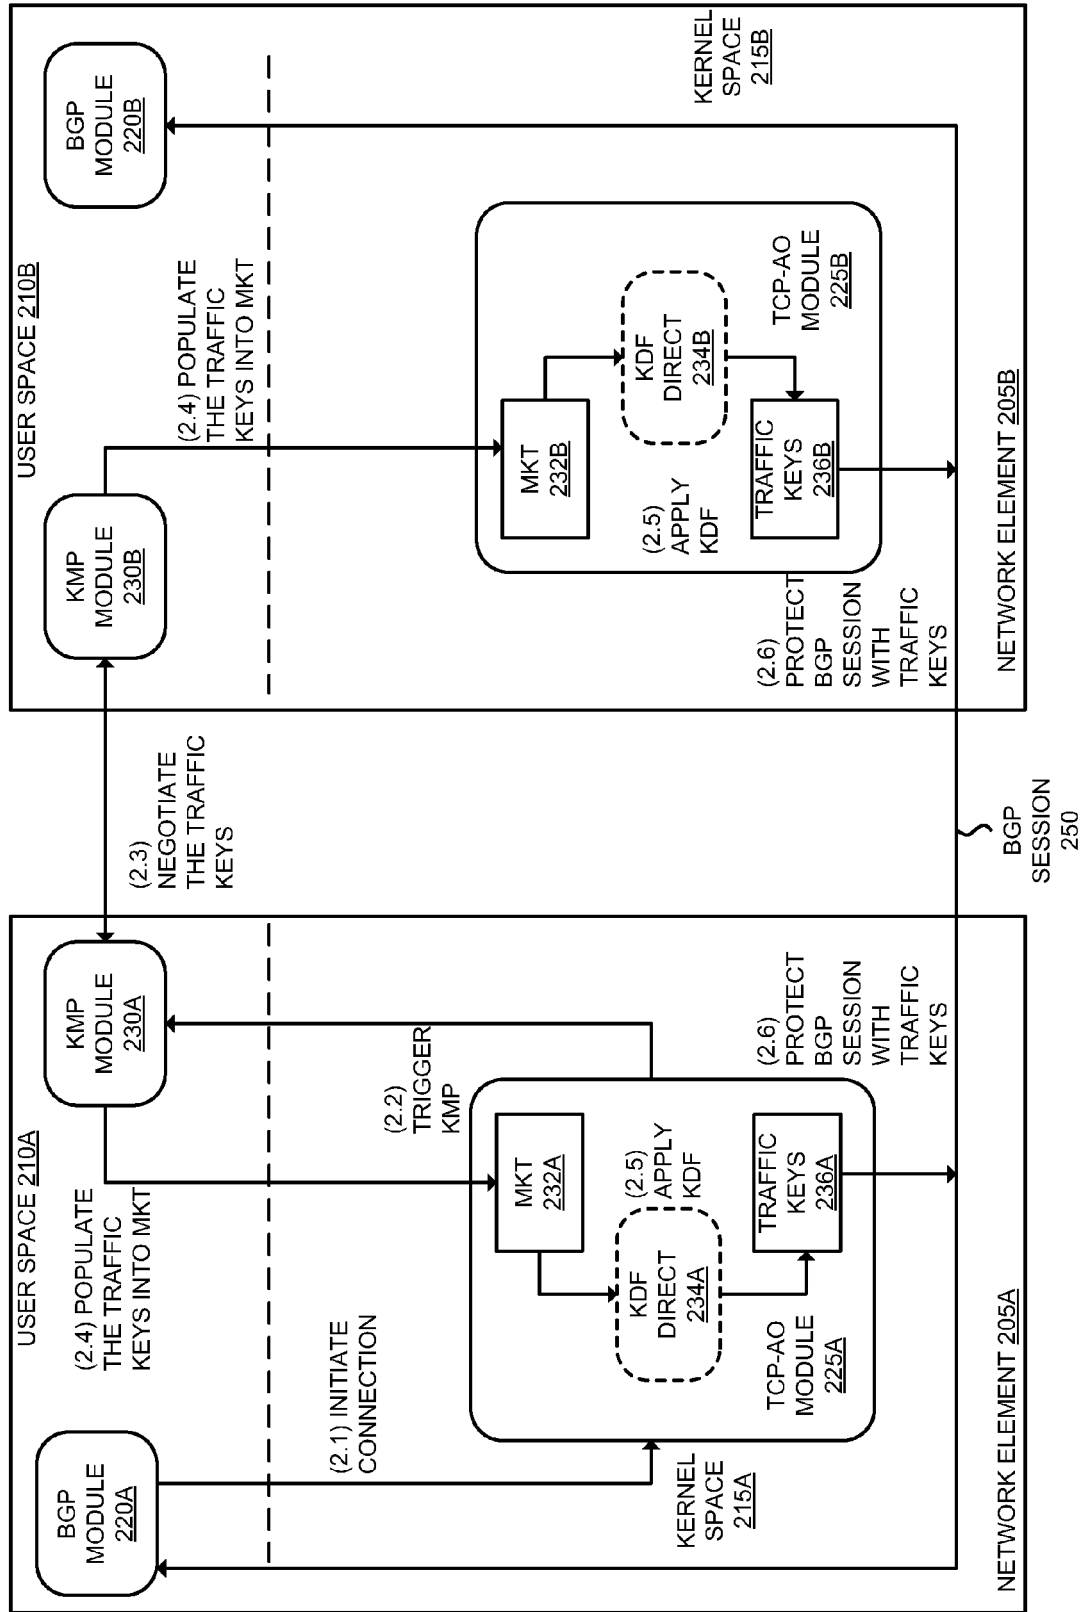 USER SPACE 210A
BGP
MODULE
220A
KMP
MODULE
230A
(2.4) POPULATE
THE TRAFFIC
KEYS INTO MKT
(2.1) INITIATE
CONNECTION
(2.2)
TRIGGER
KMP
MKT
232A
KDF
DIRECT
234A
(2.5)
APPLY
KDF
TRAFFIC
KEYS
236A
TCP-AO
MODULE
225A
KERNEL
SPACE
215A
(2.6)
PROTECT
BGP
SESSION
WITH
TRAFFIC
KEYS
NETWORK ELEMENT 205A
(2.3)
NEGOTIATE
THE TRAFFIC
KEYS
BGP
SESSION
250
USER SPACE 210B
KMP
MODULE
230B
BGP
MODULE
220B
(2.4) POPULATE
THE TRAFFIC
KEYS INTO MKT
KERNEL
SPACE
215B
MKT
232B
KDF
DIRECT
234B
(2.5)
APPLY
KDF
TRAFFIC
KEYS
236B
TCP-AO
MODULE
225B
(2.6)
PROTECT
BGP
SESSION
WITH
TRAFFIC
KEYS
NETWORK ELEMENT 205B